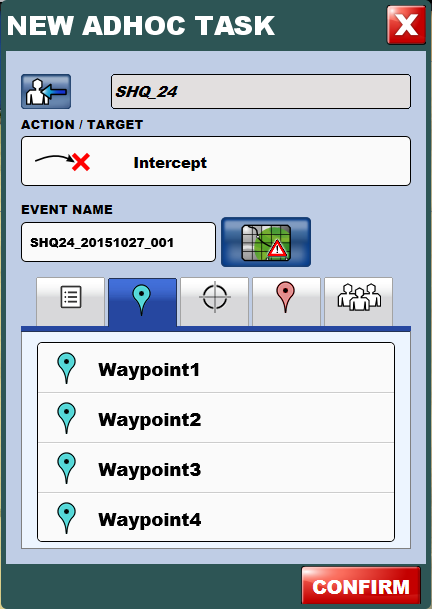 NEW ADHOC TASK
X
SHQ_24
ACTION / TARGET
Intercept
EVENT NAME
SHQ24_20151027_001
Waypoint1
Waypoint2
Waypoint3
Waypoint4
CONFIRM